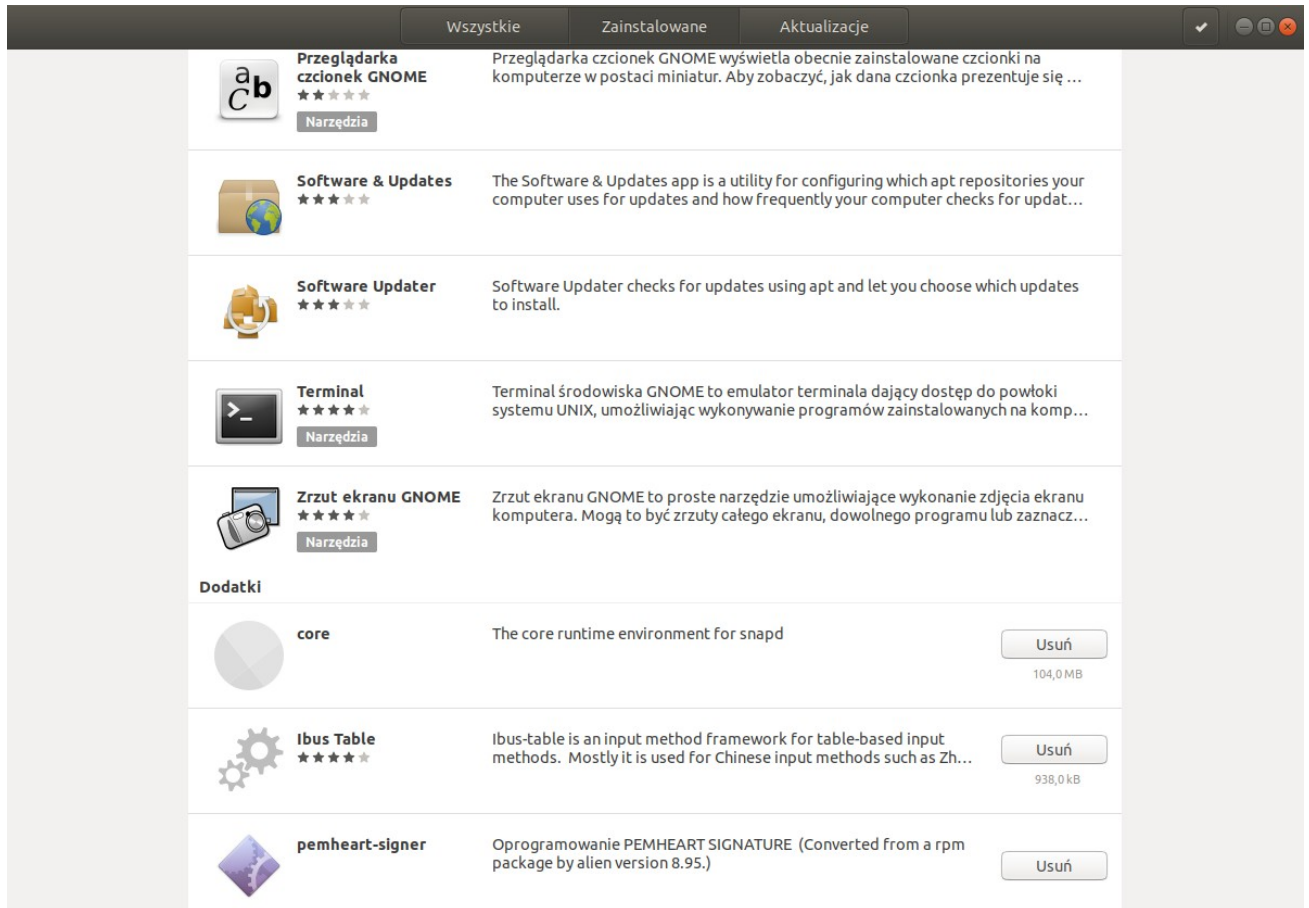 Wszystkie Zainstalowane Aktualizacje
Przeglądarka
czcionek GNOME
Narzędzia
Przeglądarka czcionek GNOME wyświetla obecnie zainstalowane czcionki na
komputerze w postaci miniatur. Aby zobaczyć, jak dana czcionka prezentuje się …
Software & Updates
The Software & Updates app is a utility for configuring which apt repositories your
computer uses for updates and how frequently your computer checks for updat…
Software Updater
Software Updater checks for updates using apt and let you choose which updates
to install.
Terminal
Narzędzia
Terminal środowiska GNOME to emulator terminala dający dostęp do powłoki
systemu UNIX, umożliwiając wykonywanie programów zainstalowanych na komp…
Zrzut ekranu GNOME
Narzędzia
Zrzut ekranu GNOME to proste narzędzie umożliwiające wykonanie zdjęcia ekranu
komputera. Mogą to być zrzuty całego ekranu, dowolnego programu lub zaznacz…
Dodatki
core
The core runtime environment for snapd
Usuń
104,0 MB
Ibus Table
Ibus-table is an input method framework for table-based input
methods.  Mostly it is used for Chinese input methods such as Zh…
Usuń
938,0 kB
pemheart-signer
Oprogramowanie PEMHEART SIGNATURE  (Converted from a rpm
package by alien version 8.95.)
Usuń